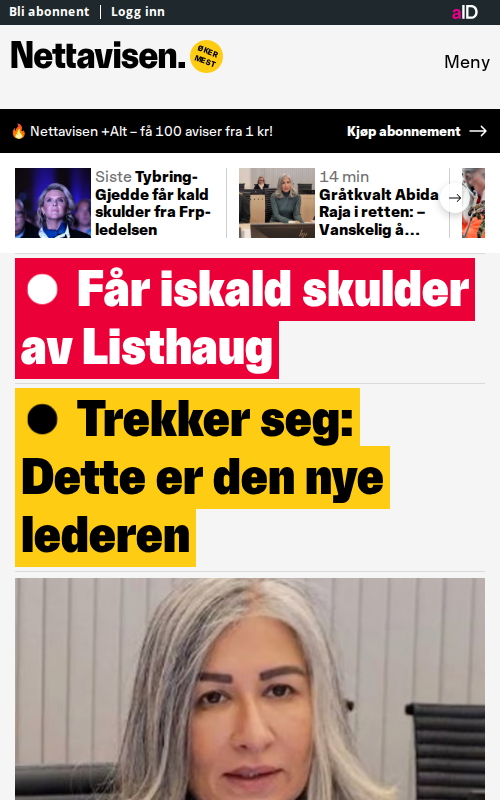 Bli abonnent
Logg inn
aID
Nettavisen.
ØKER
MEST
Meny
Nettavisen +Alt – få 100 aviser fra 1 kr!
Kjøp abonnement
Siste Tybring-
Gjedde får kald
skulder fra Frp-
ledelsen
14 min
Gråtkvalt Abida
Raja i retten: –
Vanskelig å...
Får iskald skulder
av Listhaug
Trekker seg:
Dette er den nye
lederen